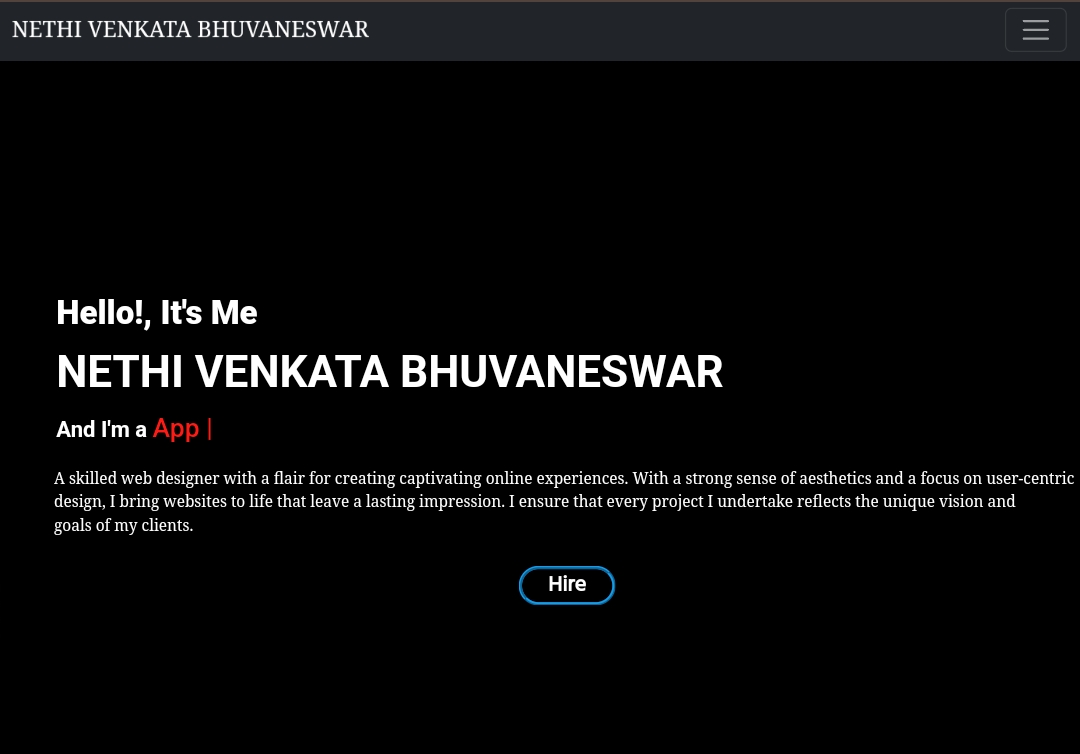 NETHI VENKATA BHUVANESWAR
Hello!, It's Me
NETHI VENKATA BHUVANESWAR
And I'm a App |
A skilled web designer with a flair for creating captivating online experiences. With a strong sense of aesthetics and a focus on user-centric
design, I bring websites to life that leave a lasting impression. I ensure that every project I undertake reflects the unique vision and
goals of my clients.
Hire